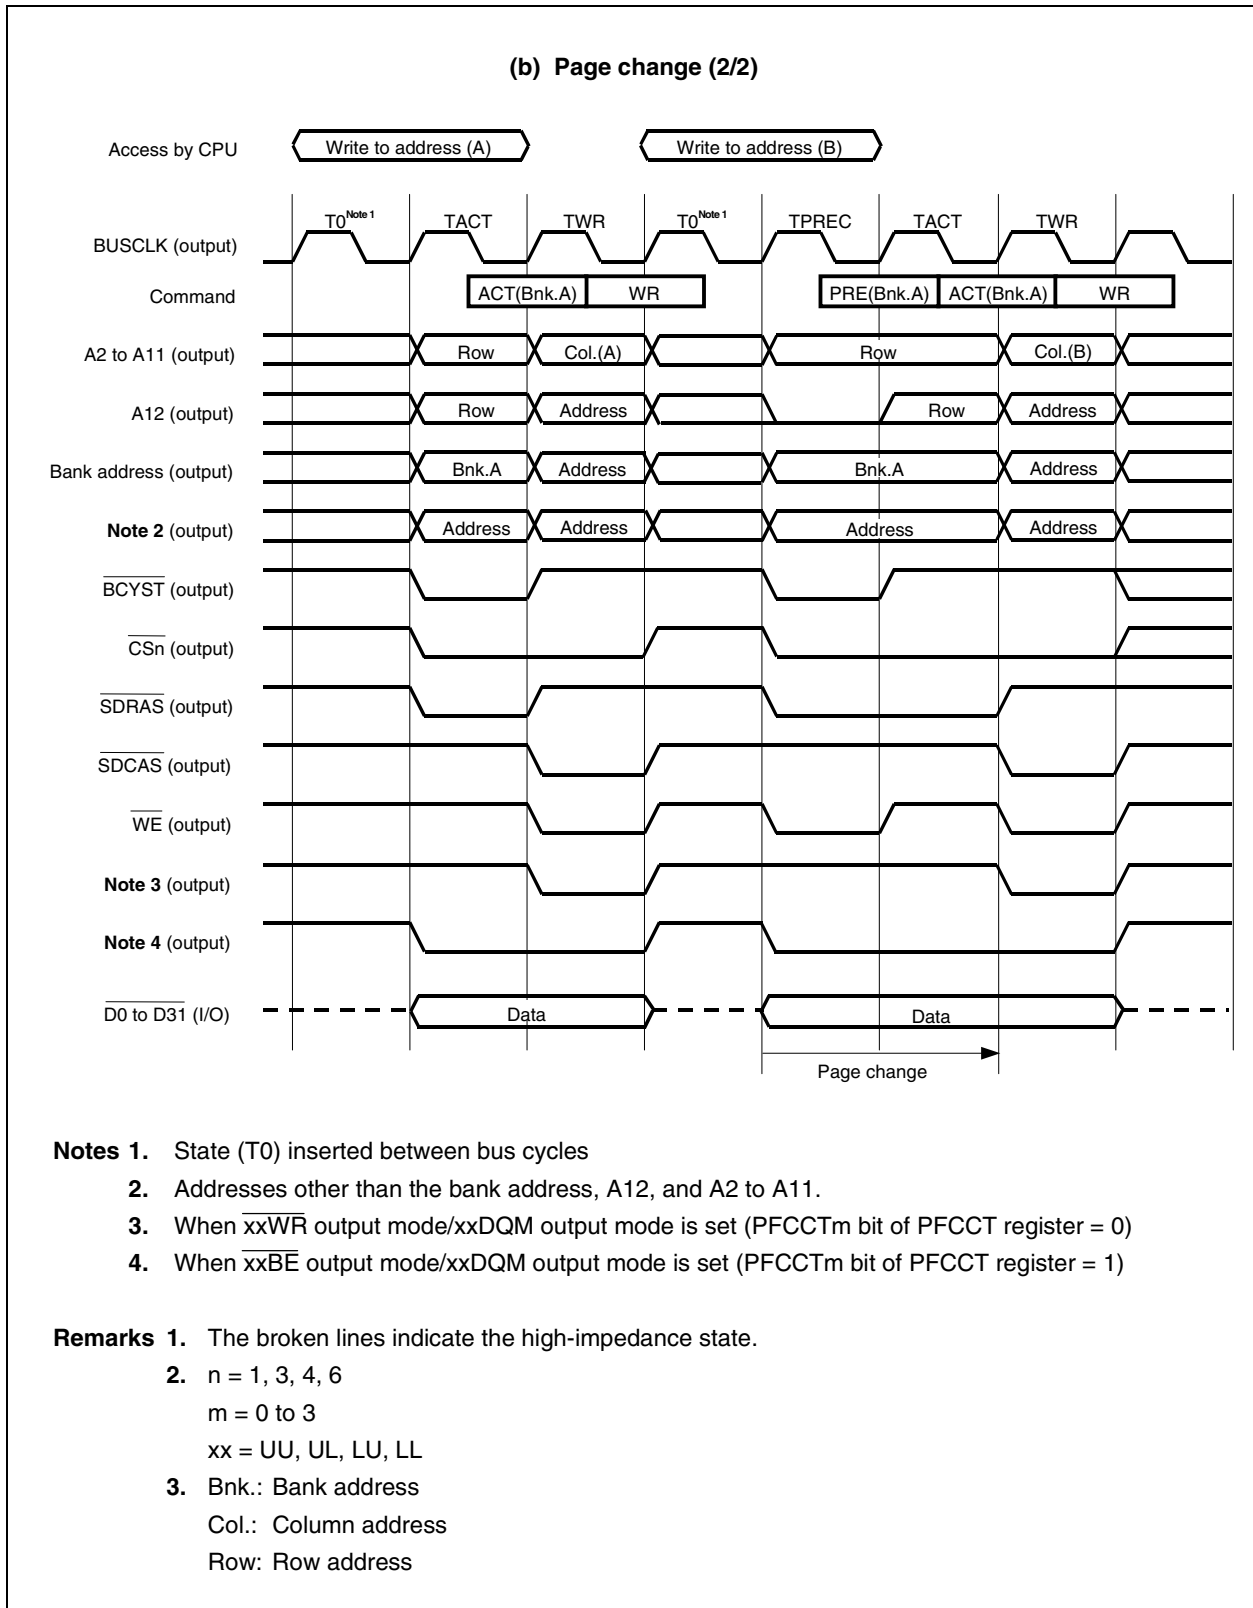 (b) Page change (2/2)
Access by CPU Write to address (A) Write to address (B)
BUSCLK (output) T0Note 1 TACT TWR T0Note 1 TPREC TACT TWR
Command ACT(Bnk.A) WR PRE(Bnk.A) ACT(Bnk.A) WR
A2 to A11 (output) Row Col.(A) Row Col.(B)
A12 (output) Row Address Row Address
Bank address (output) Bnk.A Address Bnk.A Address
Note 2 (output) Address Address Address Address
BCYST (output)
CSn (output)
SDRAS (output)
SDCAS (output)
WE (output)
Note 3 (output)
Note 4 (output)
D0 to D31 (I/O) Data Data
Page change
Notes 1. State (T0) inserted between bus cycles
2. Addresses other than the bank address, A12, and A2 to A11.
3. When xxWR output mode/xxDQM output mode is set (PFCCTm bit of PFCCT register = 0)
4. When xxBE output mode/xxDQM output mode is set (PFCCTm bit of PFCCT register = 1)
Remarks 1. The broken lines indicate the high-impedance state.
2. n = 1, 3, 4, 6
m = 0 to 3
xx = UU, UL, LU, LL
3. Bnk.: Bank address
Col.: Column address
Row: Row address